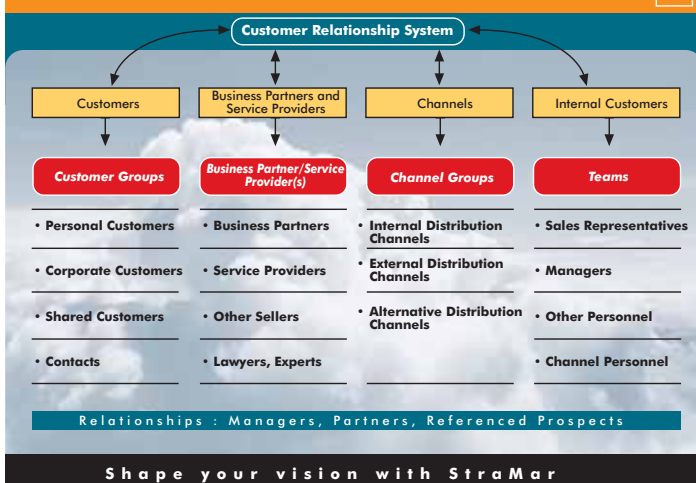 Customer Relationship System
Customers
Business Partners and
Service Providers
Channels
Internal Customers
Customer Groups
Business Partner/Service
Provider(s)
Channel Groups
Teams
• Personal Customers
• Corporate Customers
• Shared Customers
• Contacts
• Business Partners
• Service Providers
• Other Sellers
• Lawyers, Experts
• Internal Distribution
Channels
• External Distribution
Channels
• Alternative Distribution
Channels
• Sales Representatives
• Managers
• Other Personnel
• Channel Personnel
Relationships : Managers, Partners, Referenced Prospects
Shape your vision with StraMar